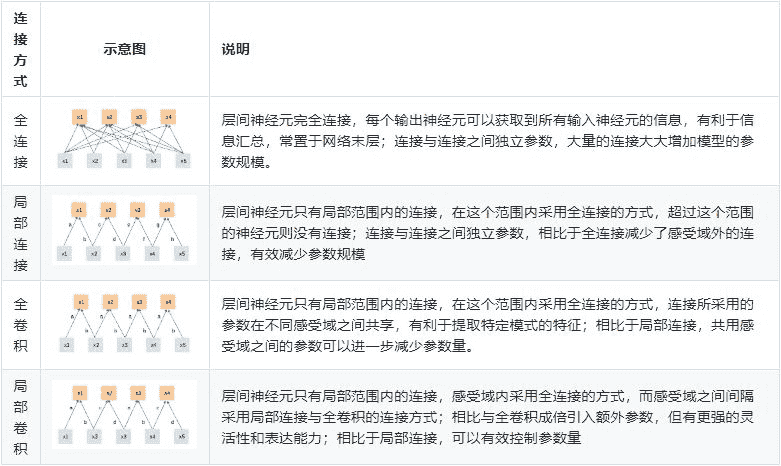 连接方式 示意图 说明
全连接
x1 x2 x3 x4
x1 x2 x3 x4 x5
层间神经元完全连接，每个输出神经元可以获取到所有输入神经元的信息，有利于信
息汇总，常置于网络末层；连接与连接之间独立参数，大量的连接大大增加模型的参
数规模。
局部连接
x1 x2 x3 x4
x1 x2 x3 x4 x5
层间神经元只有局部范围内的连接，在这个范围内采用全连接的方式，超过这个范围
的神经元则没有连接；连接与连接之间独立参数，相比于全连接减少了感受域外的连
接，有效减少参数规模
全卷积
x1 x2 x3 x4
x1 x2 x3 x4 x5
层间神经元只有局部范围内的连接，在这个范围内采用全连接的方式，连接所采用的
参数在不同感受域之间共享，有利于提取特定模式的特征；相比于局部连接，共用感
受域之间的参数可以进一步减少参数量。
局部卷积
x1 x2 x3 x4
x1 x2 x3 x4 x5
层间神经元只有局部范围内的连接，感受域内采用全连接的方式，而感受域之间间隔
采用局部连接与全卷积的连接方式；相比与全卷积成倍引入额外参数，但有更强的灵
活性和表达能力；相比于局部连接，可以有效控制参数量